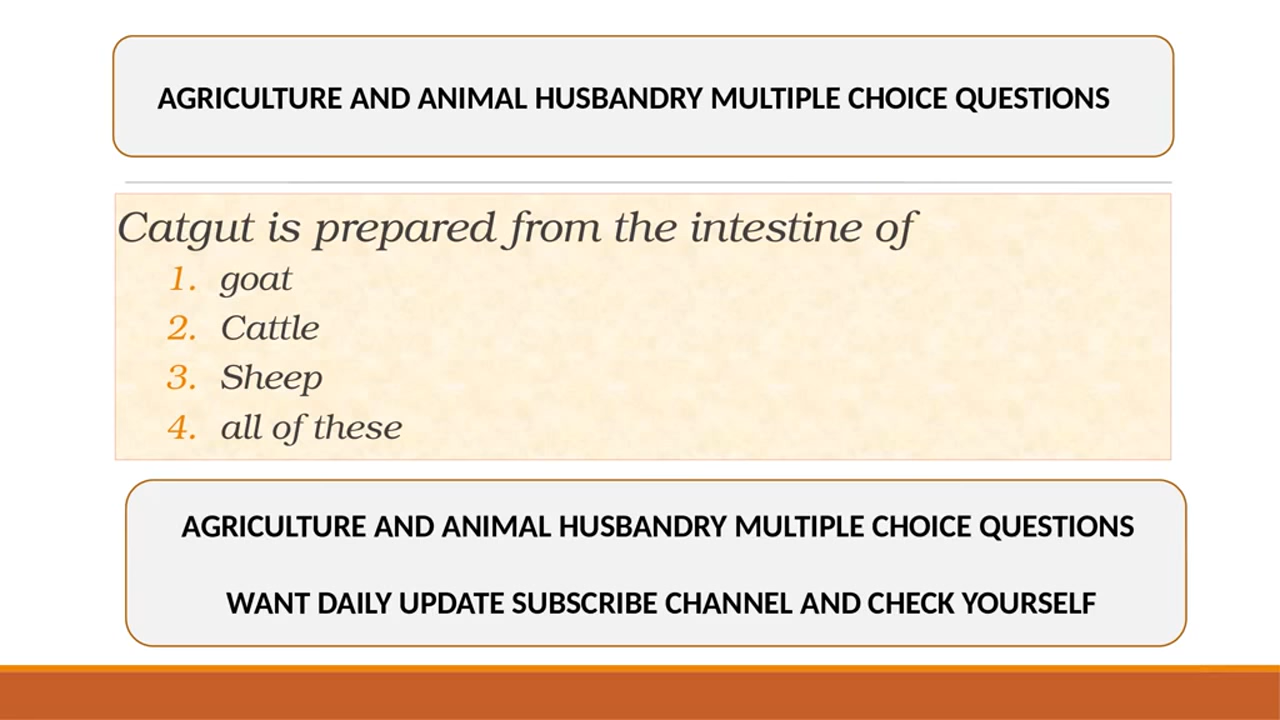 AGRICULTURE AND ANIMAL HUSBANDRY MULTIPLE CHOICE QUESTIONS
Catgut is prepared from the intestine of
1. goat
2. Cattle
3. Sheep
4. all of these
AGRICULTURE AND ANIMAL HUSBANDRY MULTIPLE CHOICE QUESTIONS
WANT DAILY UPDATE SUBSCRIBE CHANNEL AND CHECK YOURSELF